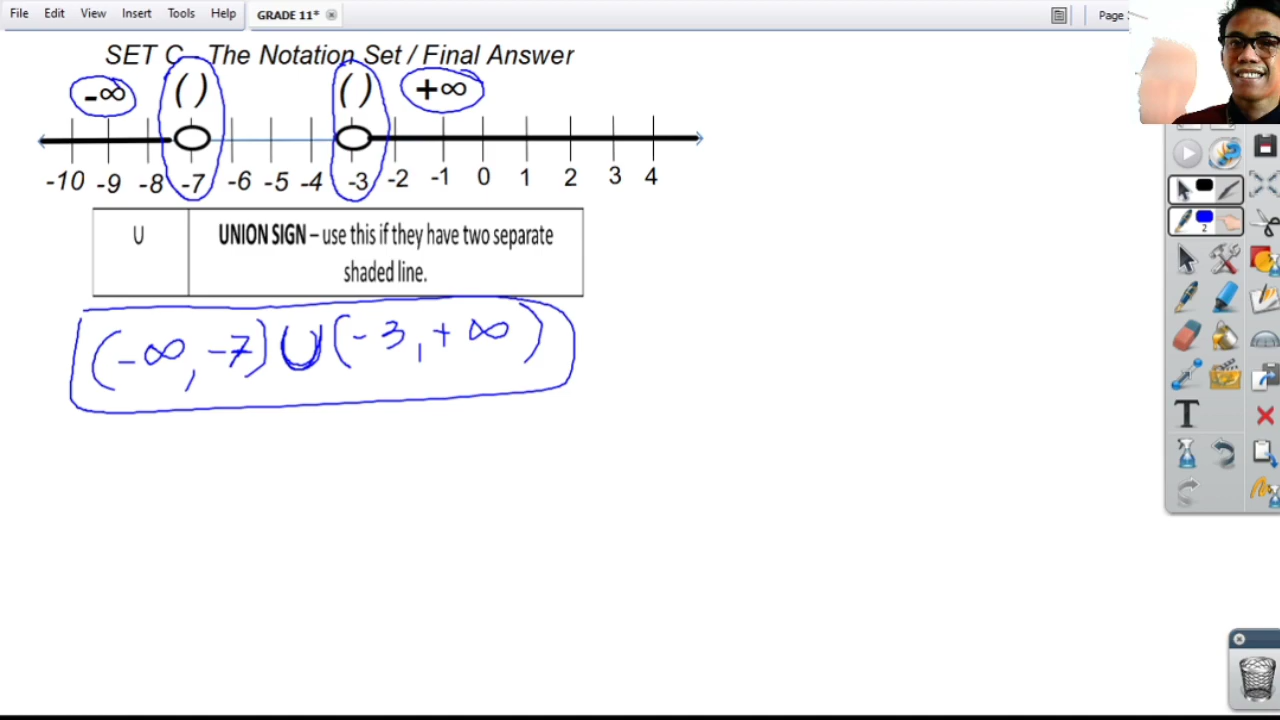 File Edit View Insert Tools Help GRADE 11* Page
SET C - The Notation Set / Final Answer
-∞ ( ) ( ) +∞
-10 -9 -8 -7 -6 -5 -4 -3 -2 -1 0 1 2 3 4
U UNION SIGN – use this if they have two separate
shaded line.
(-∞, -7) U (-3, +∞)
2
T